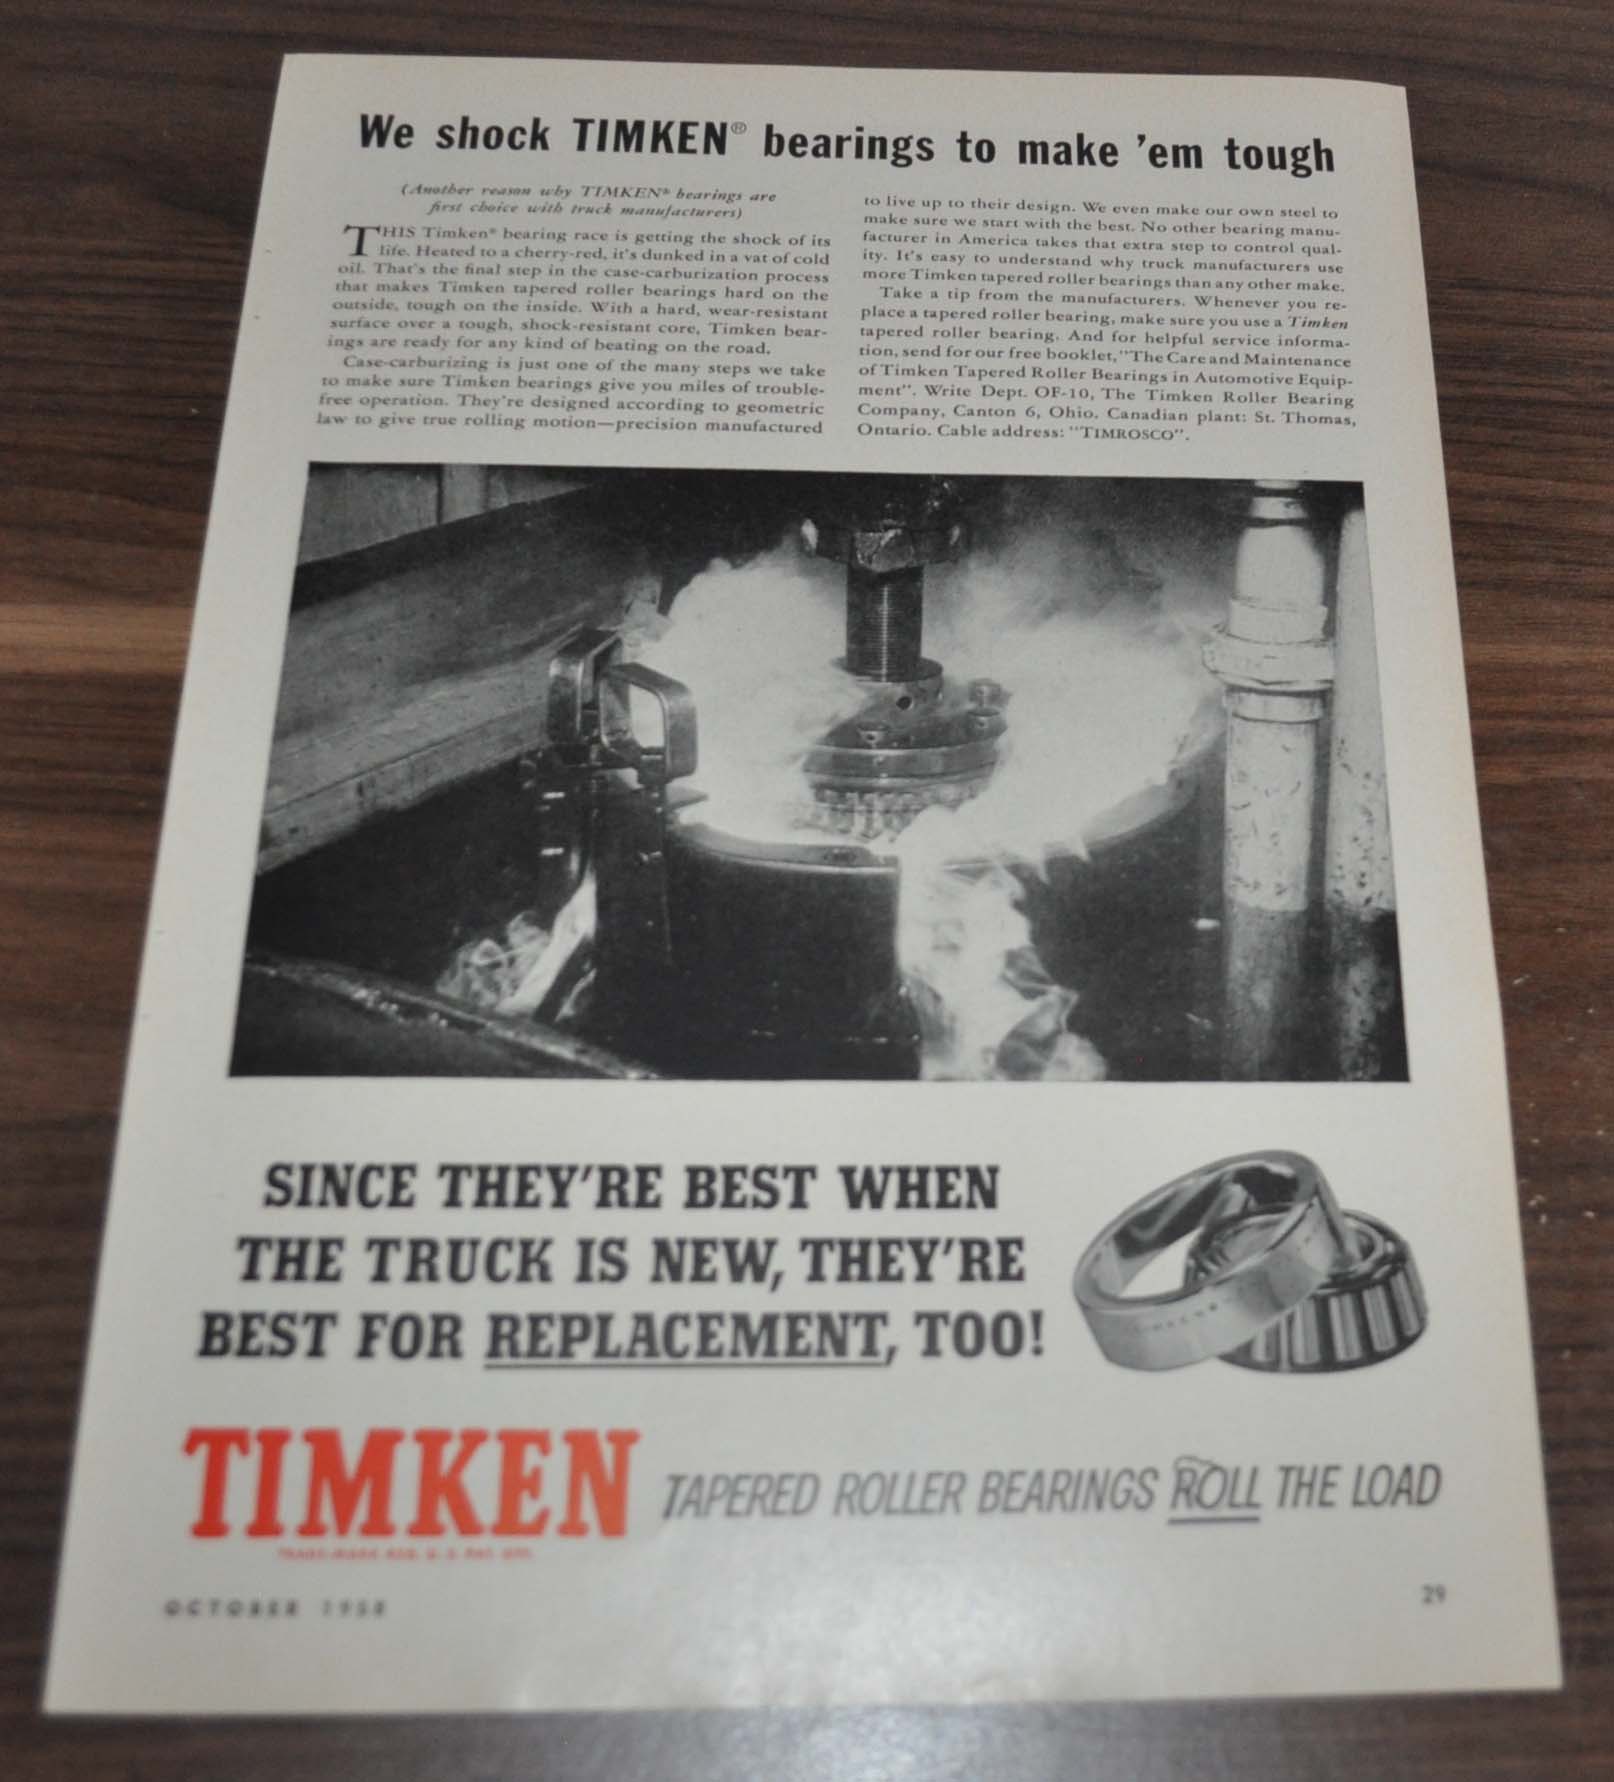 We shock TIMKEN® bearings to make 'em tough
(Another reason why TIMKEN® bearings are
first choice with truck manufacturers)
THIS Timken® bearing race is getting the shock of its
life. Heated to a cherry-red, it's dunked in a vat of cold
oil. That's the final step in the case-carburization process
that makes Timken tapered roller bearings hard on the
outside, tough on the inside. With a hard, wear-resistant
surface over a tough, shock-resistant core, Timken bear-
ings are ready for any kind of beating on the road.
Case-carburizing is just one of the many steps we take
to make sure Timken bearings give you miles of trouble-
free operation. They're designed according to geometric
law to give true rolling motion—precision manufactured
to live up to their design. We even make our own steel to
make sure we start with the best. No other bearing manu-
facturer in America takes that extra step to control qual-
ity. It's easy to understand why truck manufacturers use
more Timken tapered roller bearings than any other make.
Take a tip from the manufacturers. Whenever you re-
place a tapered roller bearing, make sure you use a Timken
tapered roller bearing. And for helpful service informa-
tion, send for our free booklet, "The Care and Maintenance
of Timken Tapered Roller Bearings in Automotive Equip-
ment". Write Dept. OF-10, The Timken Roller Bearing
Company, Canton 6, Ohio. Canadian plant: St. Thomas,
Ontario. Cable address: "TIMROSCO".
SINCE THEY'RE BEST WHEN
THE TRUCK IS NEW, THEY'RE
BEST FOR REPLACEMENT, TOO!
TIMKEN
TRADE-MARK REG. U. S. PAT. OFF.
TAPERED ROLLER BEARINGS ROLL THE LOAD
OCTOBER 1958
29